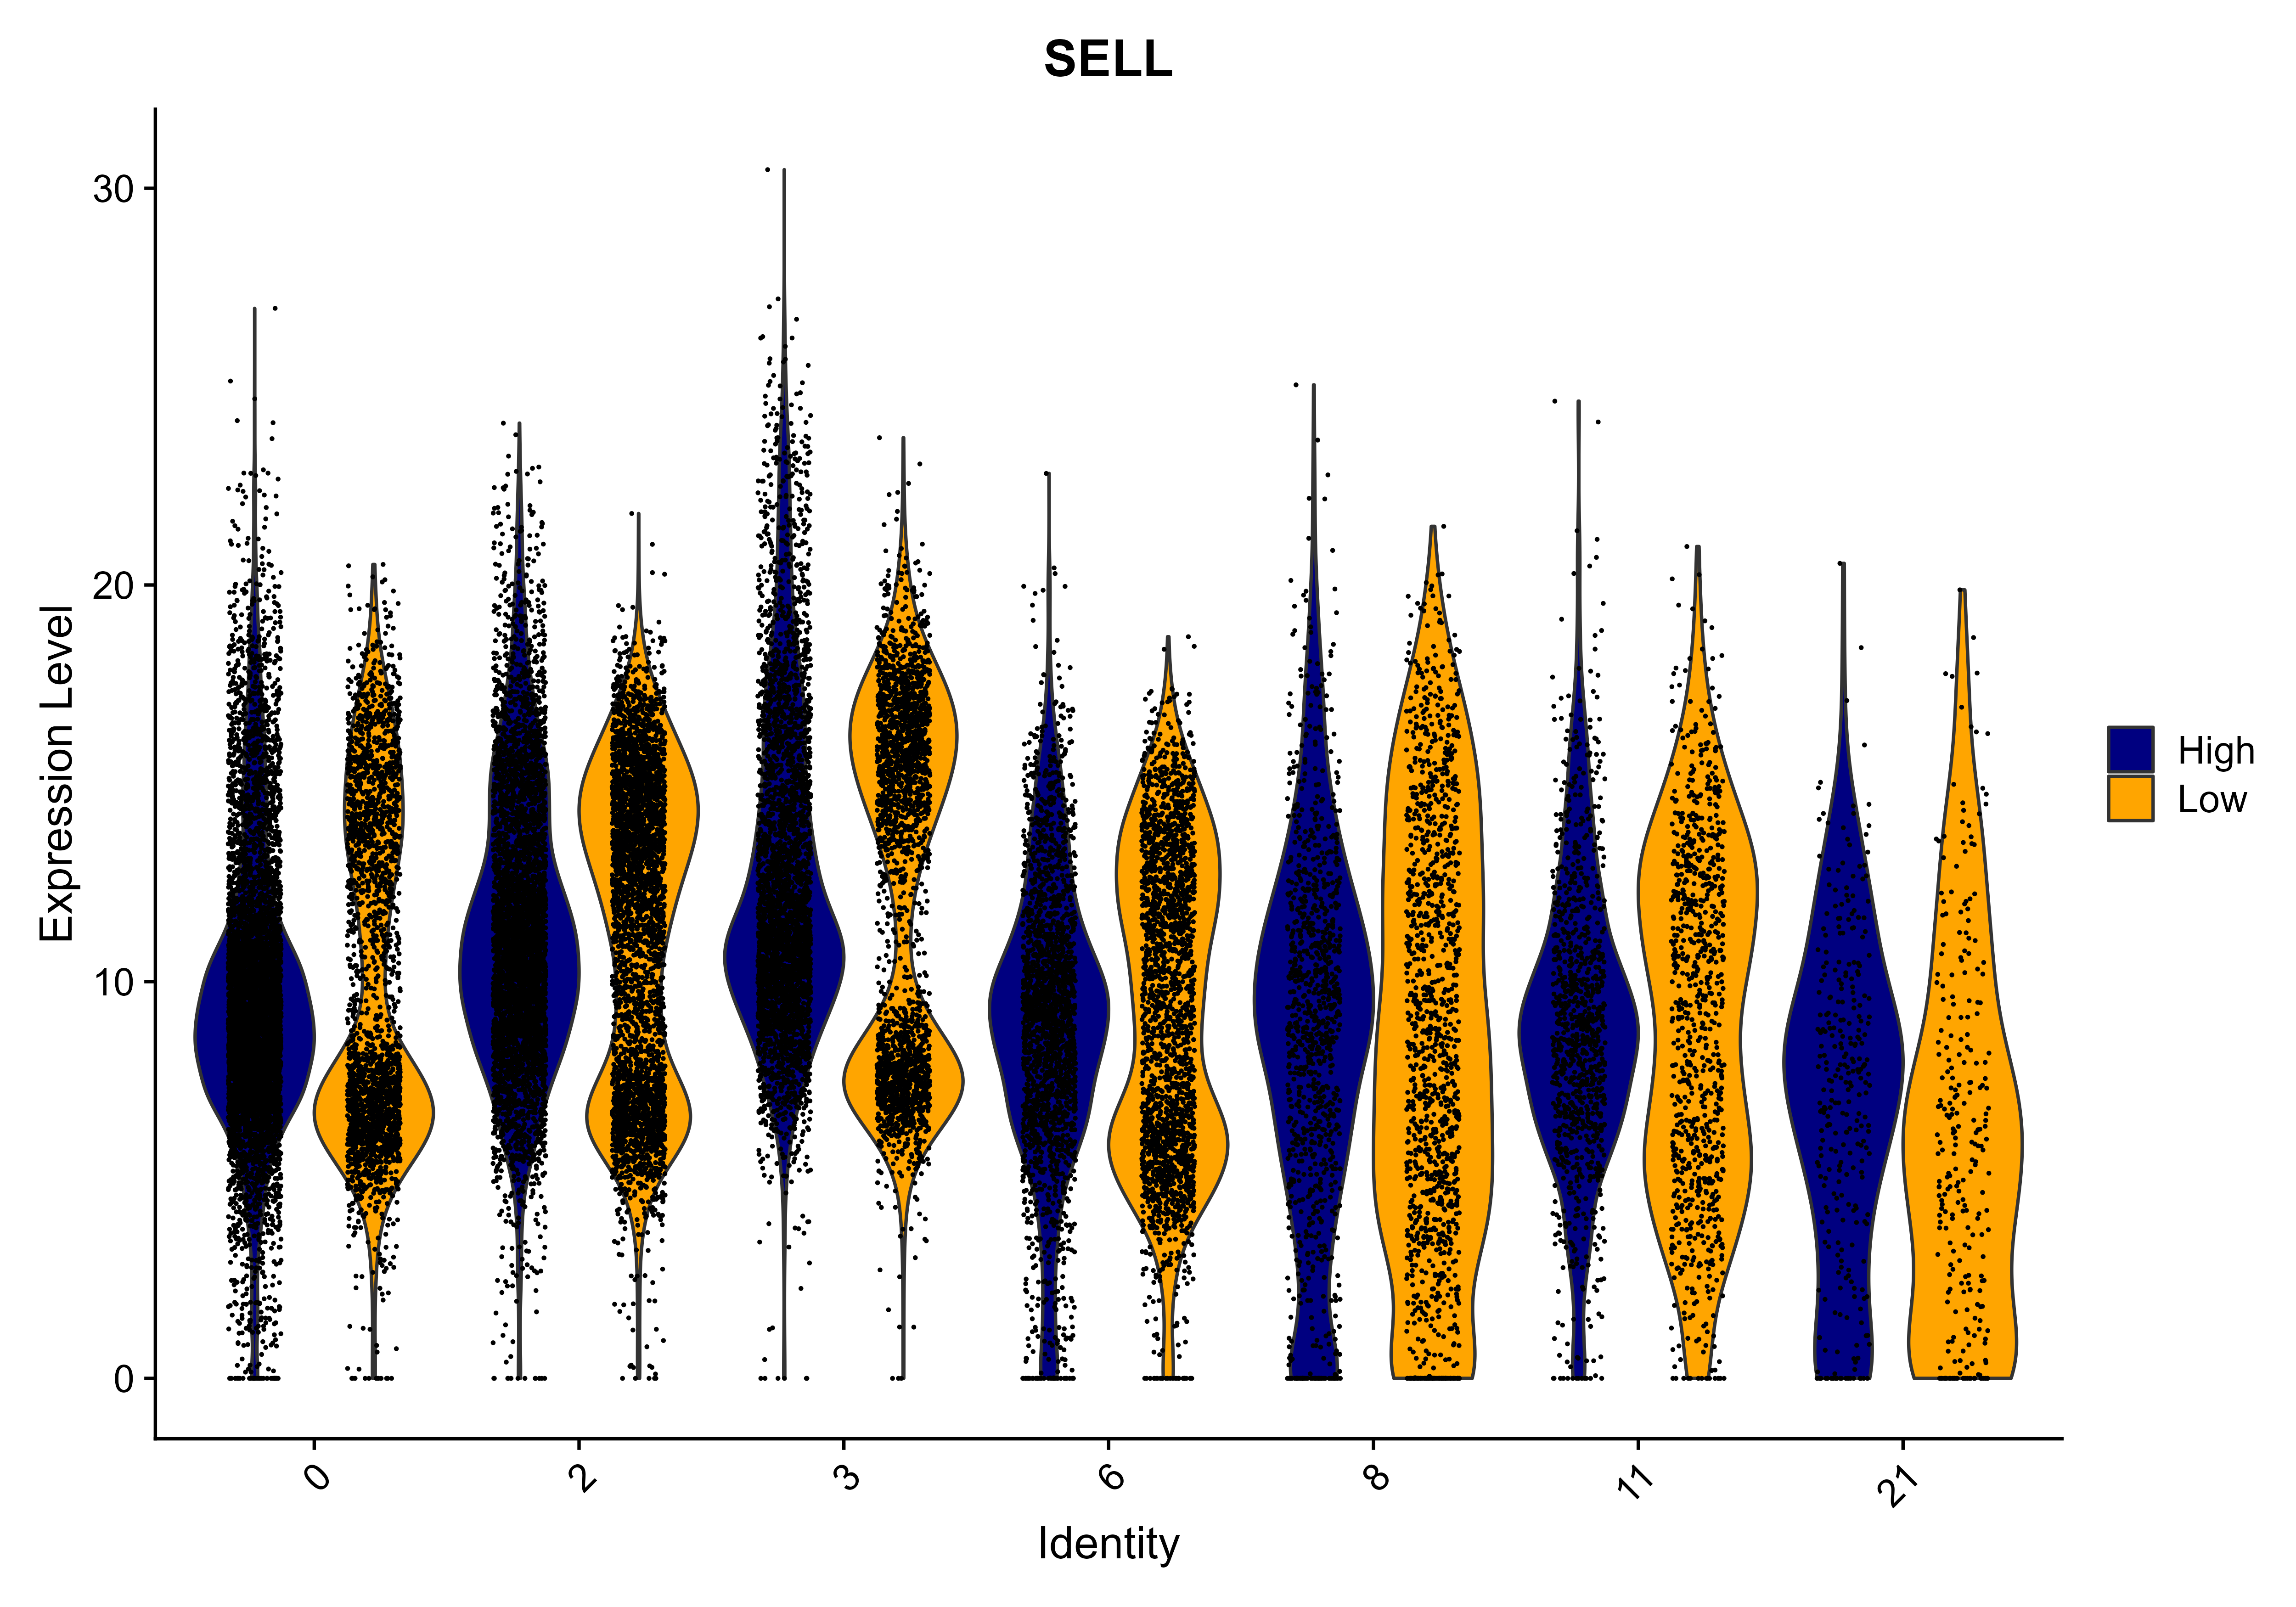 SELL
Expression Level
30
20
10
0
0 2 3 6 8 11 21
Identity
High
Low